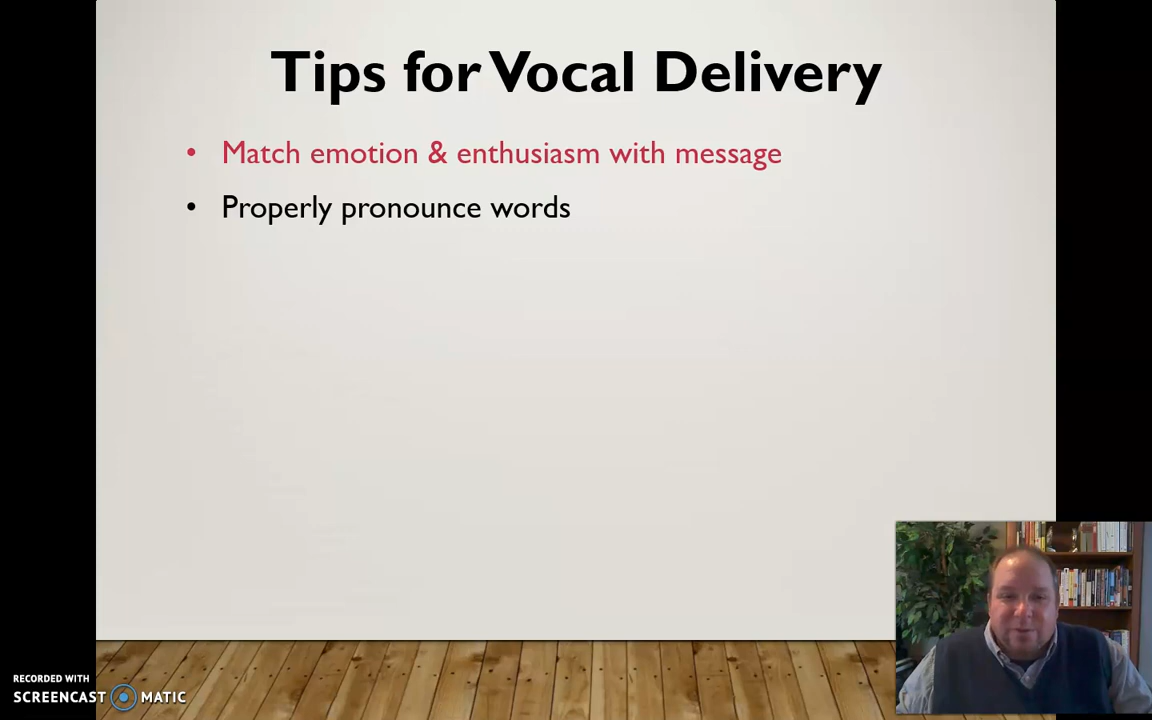 Tips for Vocal Delivery
• Match emotion & enthusiasm with message
• Properly pronounce words
RECORDED WITH
SCREENCAST MATIC